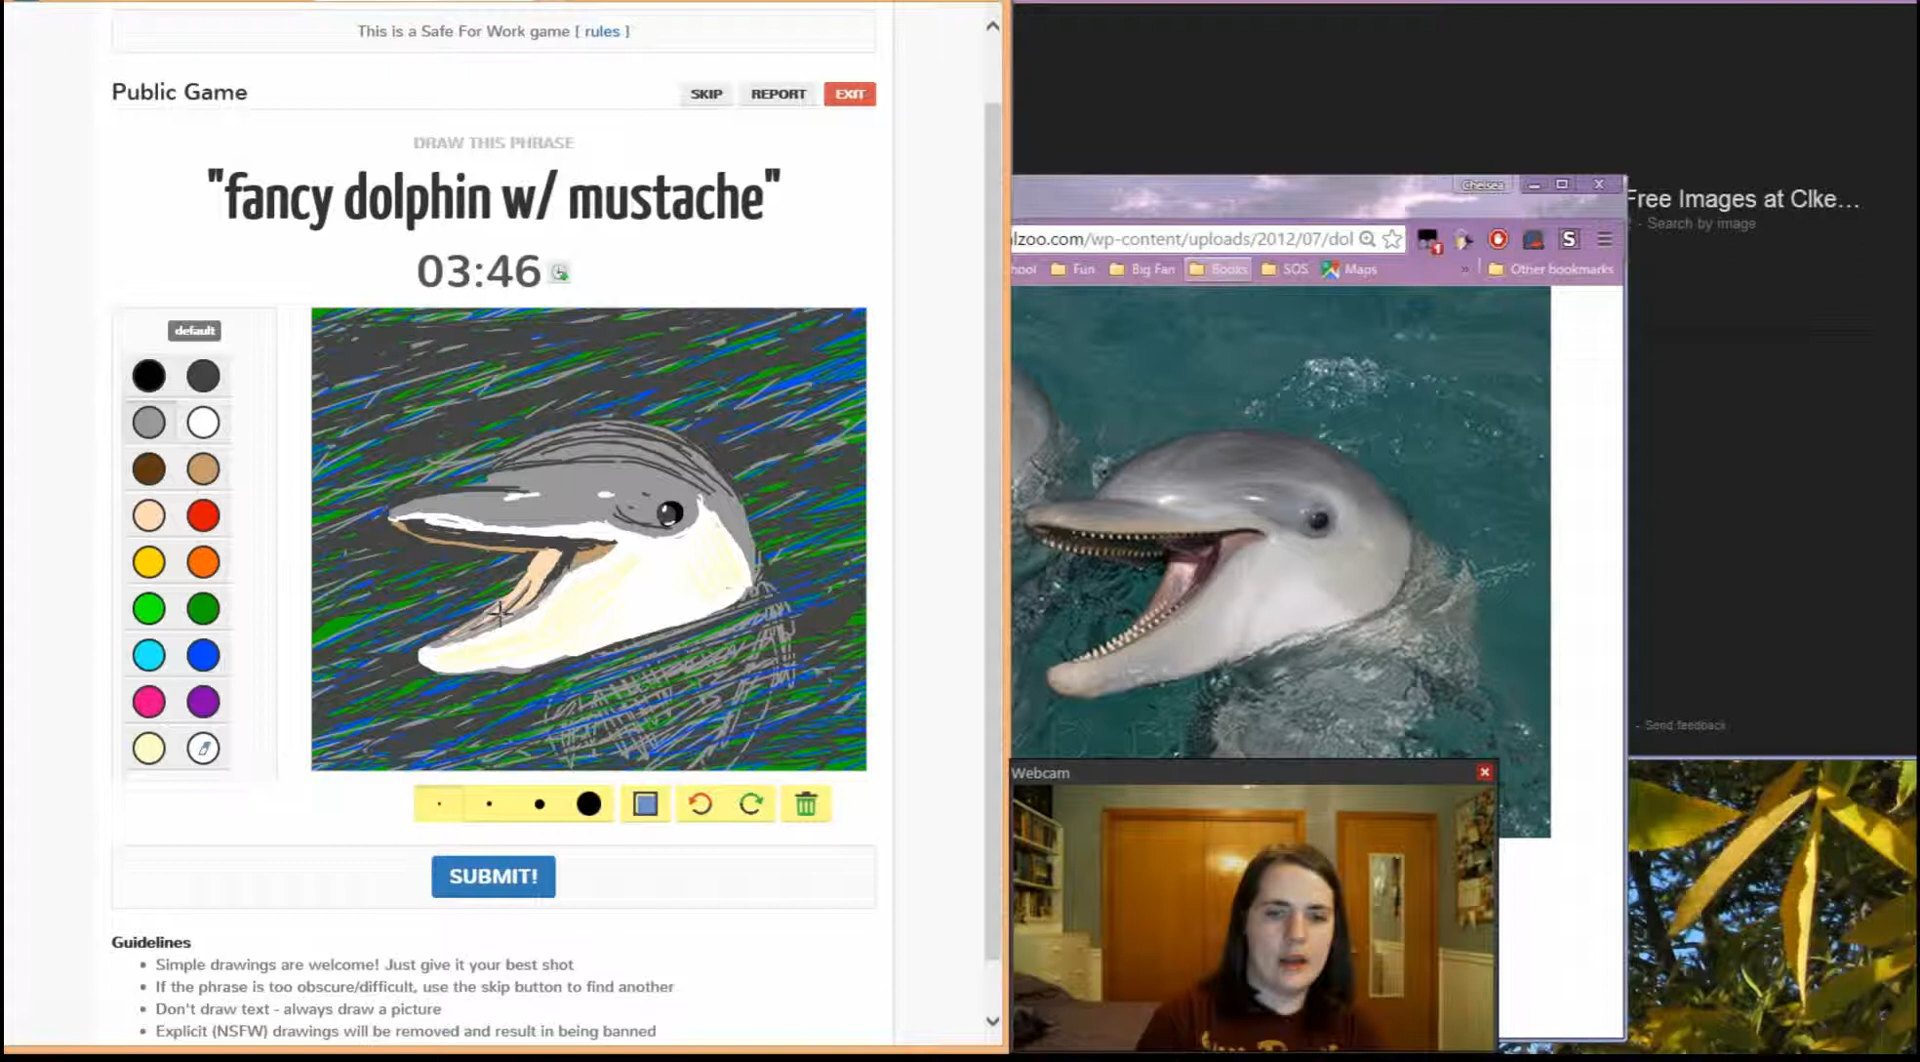 This is a Safe For Work game [ rules ]
Public Game
SKIP
REPORT
EXIT
DRAW THIS PHRASE
"fancy dolphin w/ mustache"
03:46
default
SUBMIT!
Guidelines
Simple drawings are welcome! Just give it your best shot
If the phrase is too obscure/difficult, use the skip button to find another
Don't draw text - always draw a picture
Explicit (NSFW) drawings will be removed and result in being banned
Chelsea
lzoo.com/wp-content/uploads/2012/07/dol
S
hool Fun Big Fan Books SOS Maps » Other bookmarks
Free Images at Clke...
- Search by image
- Send feedback
Webcam